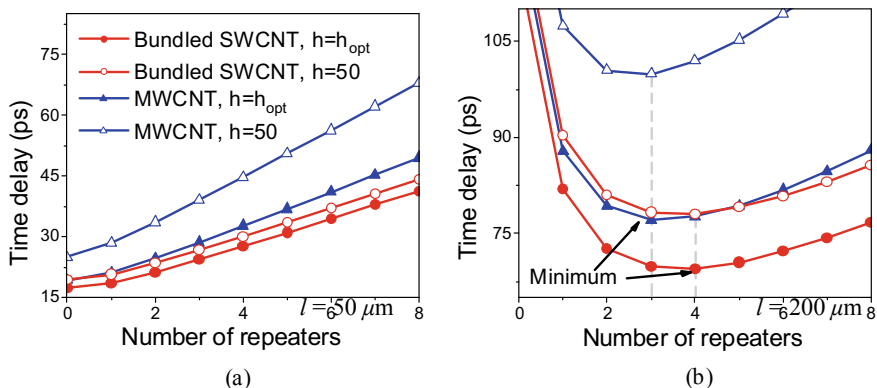 Bundled SWCNT, h=hopt
Bundled SWCNT, h=50
MWCNT, h=hopt
MWCNT, h=50
Time delay (ps)
75
60
45
30
15
0 2 4 6 8
l = 50 μm
Number of repeaters
(a)
Time delay (ps)
105
90
75
Minimum
0 2 4 6 8
l = 200 μm
Number of repeaters
(b)